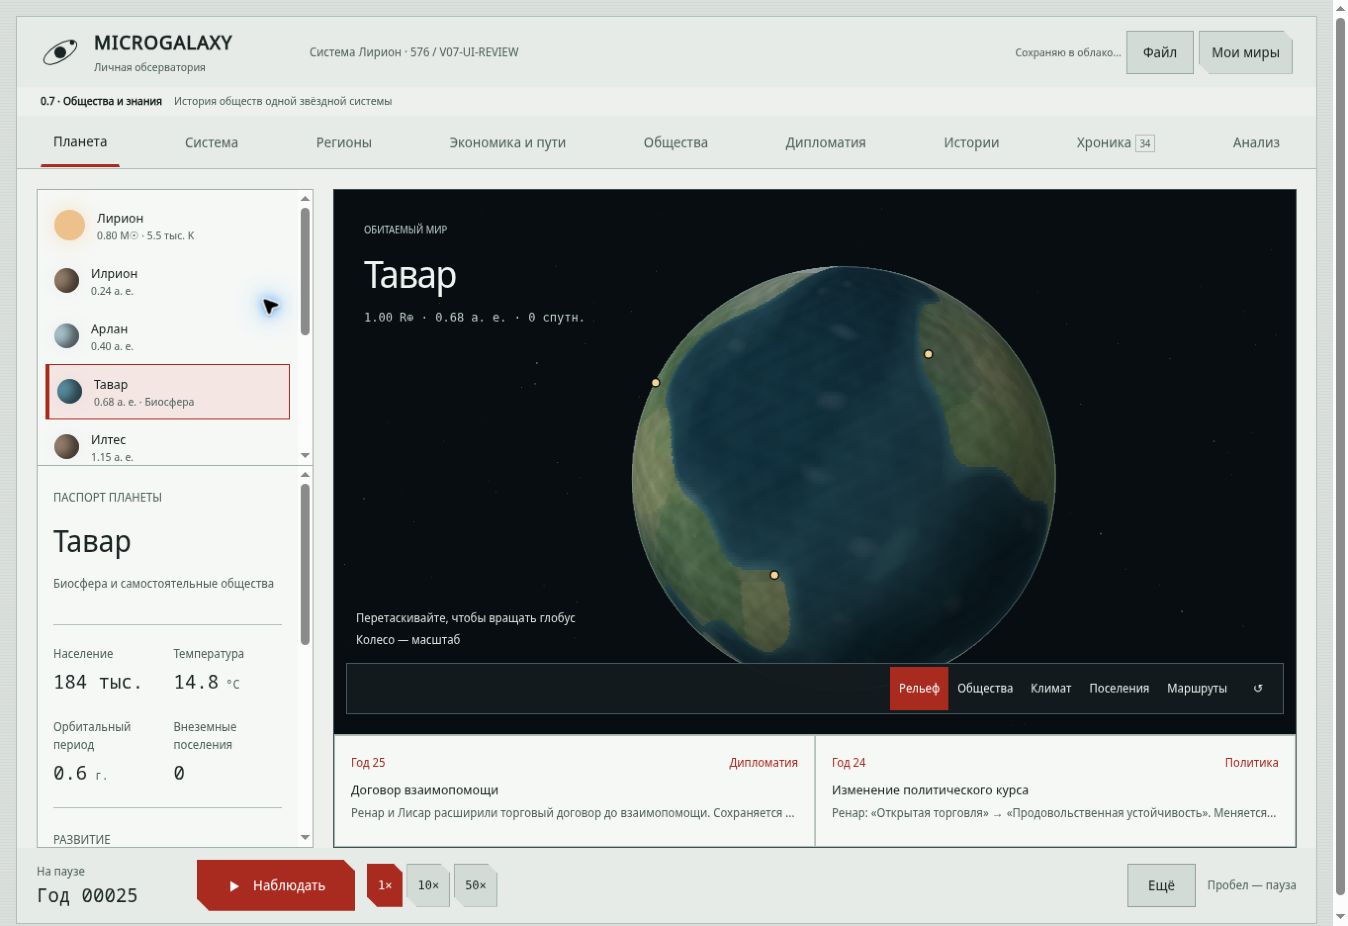 MICROGALAXY
Личная обсерватория
Система Лирион · 576 / V07-UI-REVIEW
Сохраняю в облако...
Файл
Мои миры
0.7 · Общества и знания
История обществ одной звёздной системы
Планета
Система
Регионы
Экономика и пути
Общества
Дипломатия
Истории
Хроника 34
Анализ
Лирион
0.80 M☉ · 5.5 тыс. K
Илрион
0.24 а. е.
Арлан
0.40 а. е.
Тавар
0.68 а. е. · Биосфера
Илтес
1.15 а. е.
ПАСПОРТ ПЛАНЕТЫ
Тавар
Биосфера и самостоятельные общества
Население
184 тыс.
Температура
14.8 °C
Орбитальный
период
0.6 г.
Внеземные
поселения
0
РАЗВИТИЕ
ОБИТАЕМЫЙ МИР
Тавар
1.00 R⊕ · 0.68 а. е. · 0 спутн.
Перетаскивайте, чтобы вращать глобус
Колесо — масштаб
Рельеф
Общества
Климат
Поселения
Маршруты
↺
Год 25
Дипломатия
Договор взаимопомощи
Ренар и Лисар расширили торговый договор до взаимопомощи. Сохраняется ...
Год 24
Политика
Изменение политического курса
Ренар: «Открытая торговля» → «Продовольственная устойчивость». Меняется...
На паузе
Год 00025
Наблюдать
1×
10×
50×
Ещё
Пробел — пауза